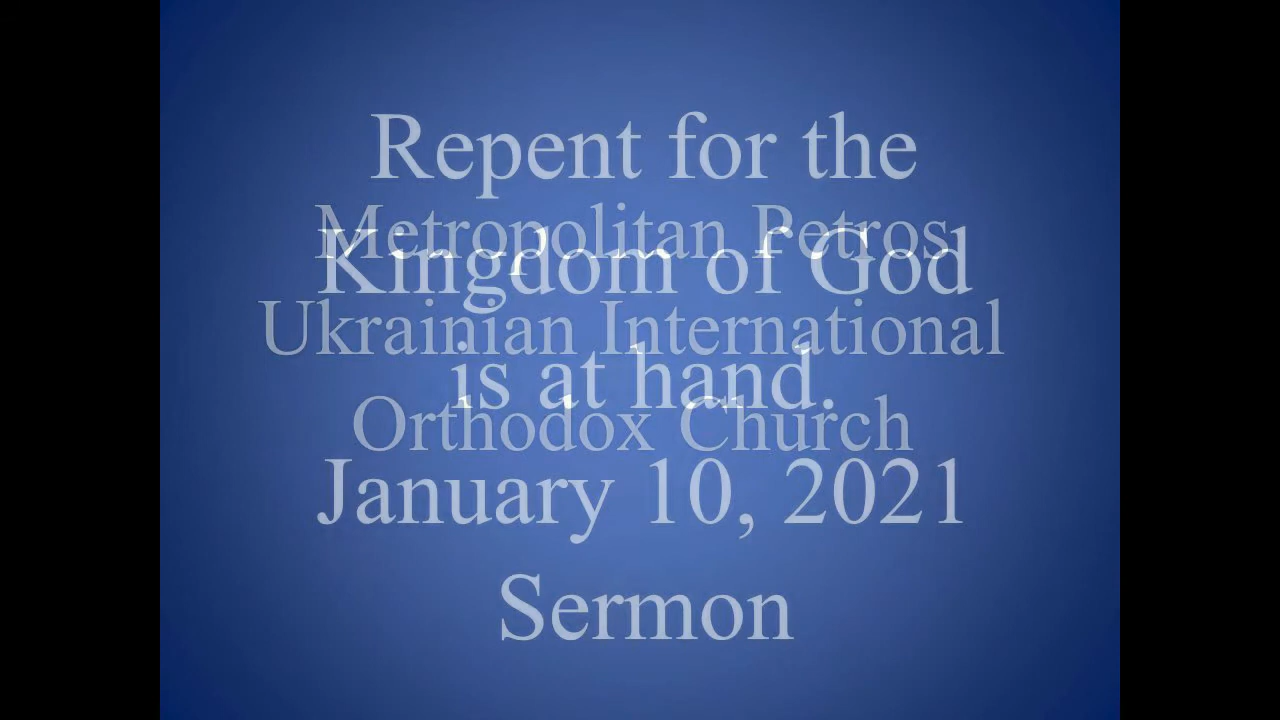 Repent for the
Metropolitan Petros
Kingdom of God
Ukrainian International
is at hand.
Orthodox Church
January 10, 2021
Sermon